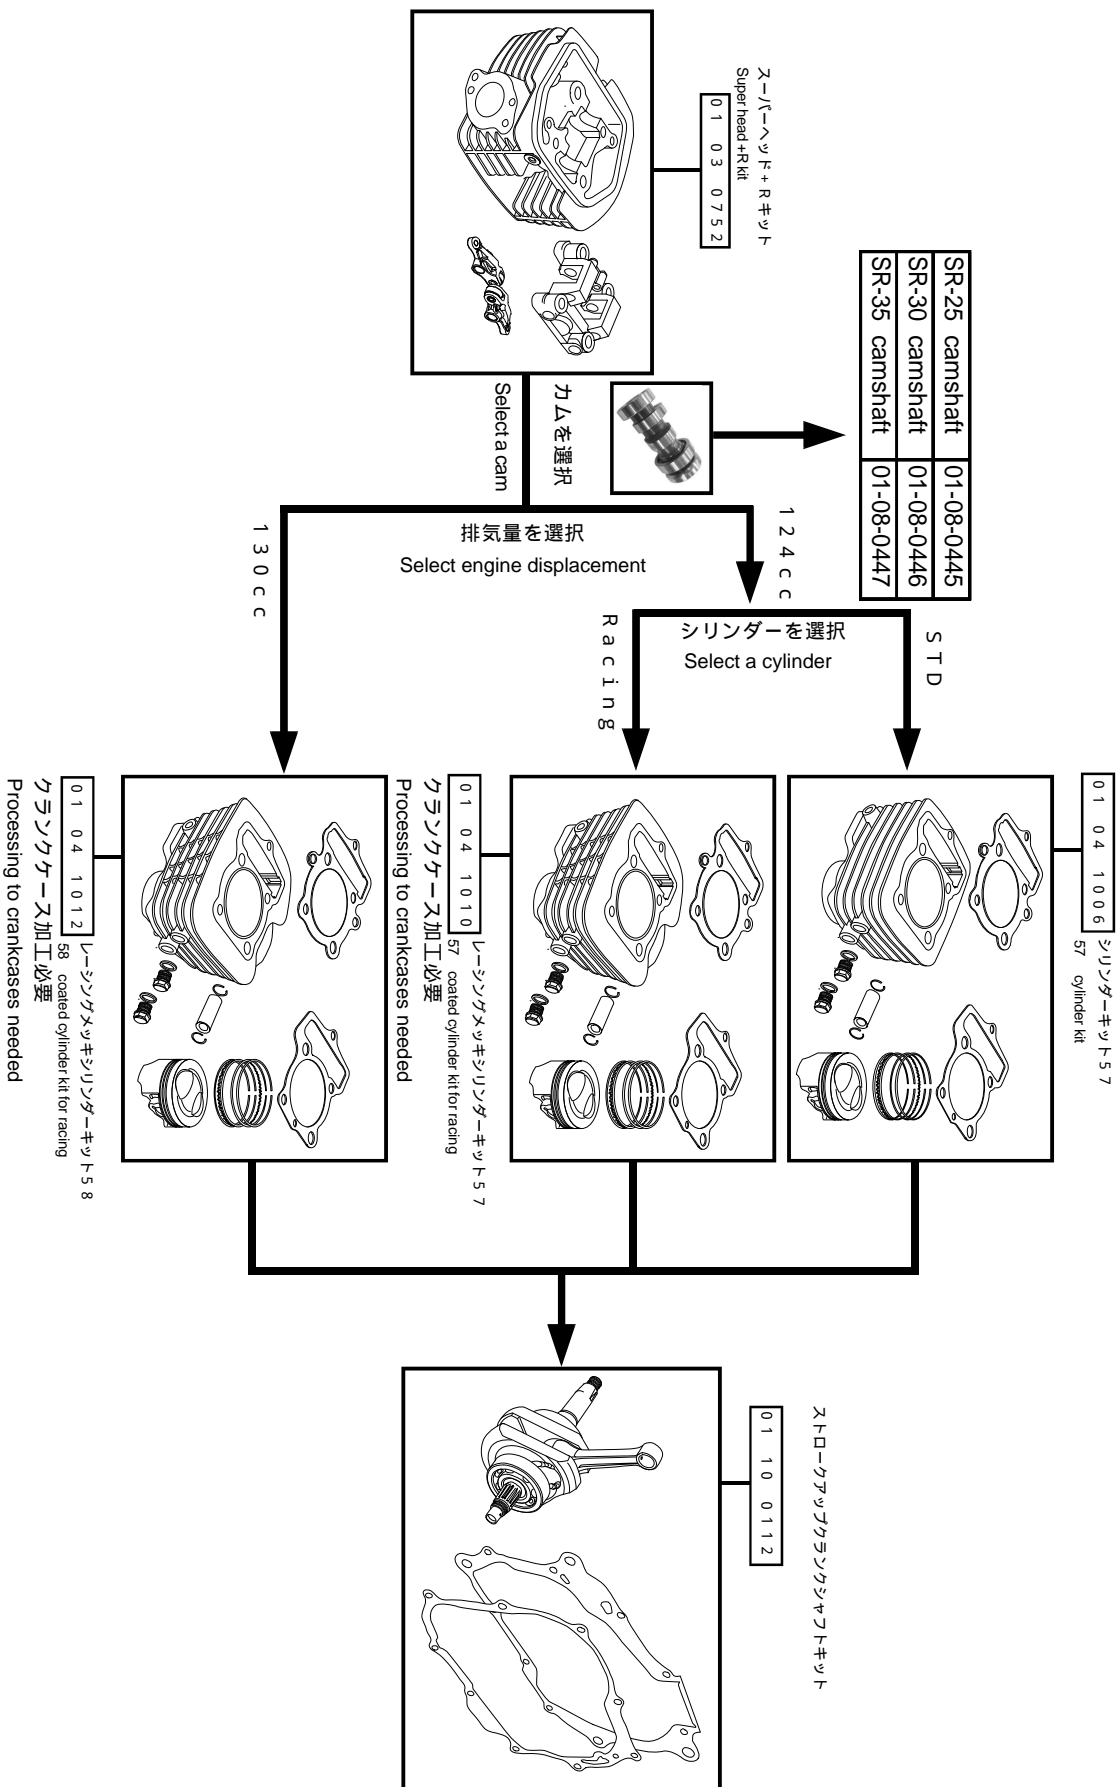 スーパーヘッド+Rキット
Super head +R kit
01 03 0752
SR-25 camshaft 01-08-0445
SR-30 camshaft 01-08-0446
SR-35 camshaft 01-08-0447
カムを選択
Select a cam
排気量を選択
Select engine displacement
124cc
130cc
シリンダーを選択
Select a cylinder
STD
Racing
01 04 1006
シリンダーキット57
57 cylinder kit
01 04 1010
レーシングメッキシリンダーキット57
57 coated cylinder kit for racing
クランクケース加工必要
Processing to crankcases needed
01 04 1012
レーシングメッキシリンダーキット58
58 coated cylinder kit for racing
クランクケース加工必要
Processing to crankcases needed
ストロークアップクランクシャフトキット
01 10 0112